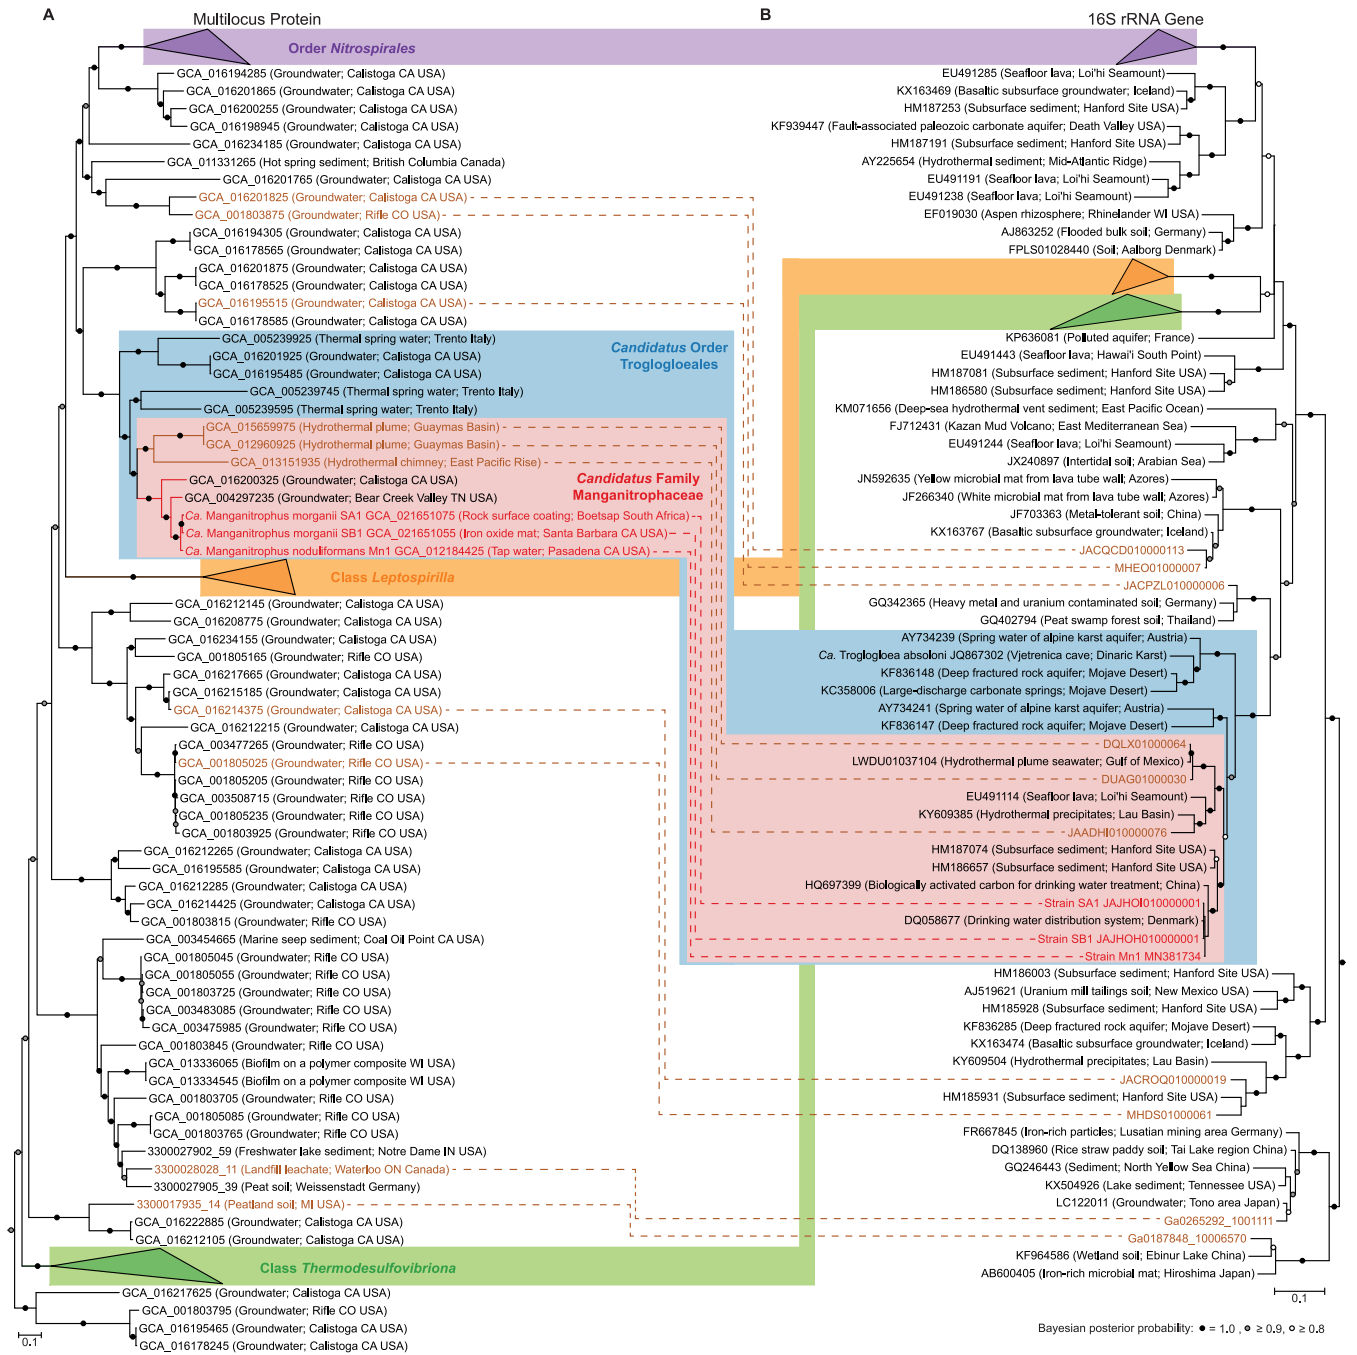 A
Multilocus Protein
Order Nitrospirales
GCA_016194285 (Groundwater; Calistoga CA USA)
GCA_016201865 (Groundwater; Calistoga CA USA)
GCA_016200255 (Groundwater; Calistoga CA USA)
GCA_016198945 (Groundwater; Calistoga CA USA)
GCA_016234185 (Groundwater; Calistoga CA USA)
GCA_011331265 (Hot spring sediment; British Columbia Canada)
GCA_016201765 (Groundwater; Calistoga CA USA)
GCA_016201825 (Groundwater; Calistoga CA USA)
GCA_001803875 (Groundwater; Rifle CO USA)
GCA_016194305 (Groundwater; Calistoga CA USA)
GCA_016178565 (Groundwater; Calistoga CA USA)
GCA_016201875 (Groundwater; Calistoga CA USA)
GCA_016178525 (Groundwater; Calistoga CA USA)
GCA_016195515 (Groundwater; Calistoga CA USA)
GCA_016178585 (Groundwater; Calistoga CA USA)
GCA_005239925 (Thermal spring water; Trento Italy)
GCA_016201925 (Groundwater; Calistoga CA USA)
GCA_016195485 (Groundwater; Calistoga CA USA)
GCA_005239745 (Thermal spring water; Trento Italy)
GCA_005239595 (Thermal spring water; Trento Italy)
Candidatus Order
Troglogloeales
GCA_015659975 (Hydrothermal plume; Guaymas Basin)
GCA_012960925 (Hydrothermal plume; Guaymas Basin)
GCA_013151935 (Hydrothermal chimney; East Pacific Rise)
GCA_016200325 (Groundwater; Calistoga CA USA)
GCA_004297235 (Groundwater; Bear Creek Valley TN USA)
Candidatus Family
Manganitrophaceae
Ca. Manganitrophus morganii SA1 GCA_021651075 (Rock surface coating; Boetsap South Africa)
Ca. Manganitrophus morganii SB1 GCA_021651055 (Iron oxide mat; Santa Barbara CA USA)
Ca. Manganitrophus noduliformans Mn1 GCA_012184425 (Tap water; Pasadena CA USA)
Class Leptospirilla
GCA_016212145 (Groundwater; Calistoga CA USA)
GCA_016208775 (Groundwater; Calistoga CA USA)
GCA_016234155 (Groundwater; Calistoga CA USA)
GCA_001805165 (Groundwater; Rifle CO USA)
GCA_016217665 (Groundwater; Calistoga CA USA)
GCA_016215185 (Groundwater; Calistoga CA USA)
GCA_016214375 (Groundwater; Calistoga CA USA)
GCA_016212215 (Groundwater; Calistoga CA USA)
GCA_003477265 (Groundwater; Rifle CO USA)
GCA_001805025 (Groundwater; Rifle CO USA)
GCA_001805205 (Groundwater; Rifle CO USA)
GCA_003508715 (Groundwater; Rifle CO USA)
GCA_001805235 (Groundwater; Rifle CO USA)
GCA_001803925 (Groundwater; Rifle CO USA)
GCA_016212265 (Groundwater; Calistoga CA USA)
GCA_016195585 (Groundwater; Calistoga CA USA)
GCA_016212285 (Groundwater; Calistoga CA USA)
GCA_016214425 (Groundwater; Calistoga CA USA)
GCA_001803815 (Groundwater; Rifle CO USA)
GCA_003454665 (Marine seep sediment; Coal Oil Point CA USA)
GCA_001805045 (Groundwater; Rifle CO USA)
GCA_001805055 (Groundwater; Rifle CO USA)
GCA_001803725 (Groundwater; Rifle CO USA)
GCA_003483085 (Groundwater; Rifle CO USA)
GCA_003475985 (Groundwater; Rifle CO USA)
GCA_001803845 (Groundwater; Rifle CO USA)
GCA_013336065 (Biofilm on a polymer composite WI USA)
GCA_013334545 (Biofilm on a polymer composite WI USA)
GCA_001803705 (Groundwater; Rifle CO USA)
GCA_001805085 (Groundwater; Rifle CO USA)
GCA_001803765 (Groundwater; Rifle CO USA)
3300027902_59 (Freshwater lake sediment; Notre Dame IN USA)
3300028028_11 (Landfill leachate; Waterloo ON Canada)
3300027905_39 (Peat soil; Weissenstadt Germany)
3300017935_14 (Peatland soil; MI USA)
GCA_016222885 (Groundwater; Calistoga CA USA)
GCA_016212105 (Groundwater; Calistoga CA USA)
Class Thermodesulfovibriona
GCA_016217625 (Groundwater; Calistoga CA USA)
GCA_001803795 (Groundwater; Rifle CO USA)
GCA_016195465 (Groundwater; Calistoga CA USA)
GCA_016178245 (Groundwater; Calistoga CA USA)
0.1
B
16S rRNA Gene
EU491285 (Seafloor lava; Loi'hi Seamount)
KX163469 (Basaltic subsurface groundwater; Iceland)
HM187253 (Subsurface sediment; Hanford Site USA)
KF939447 (Fault-associated paleozoic carbonate aquifer; Death Valley USA)
HM187191 (Subsurface sediment; Hanford Site USA)
AY225654 (Hydrothermal sediment; Mid-Atlantic Ridge)
EU491191 (Seafloor lava; Loi'hi Seamount)
EU491238 (Seafloor lava; Loi'hi Seamount)
EF019030 (Aspen rhizosphere; Rhinelander WI USA)
AJ863252 (Flooded bulk soil; Germany)
FPLS01028440 (Soil; Aalborg Denmark)
KP636081 (Polluted aquifer; France)
EU491443 (Seafloor lava; Hawai'i South Point)
HM187081 (Subsurface sediment; Hanford Site USA)
HM186580 (Subsurface sediment; Hanford Site USA)
KM071656 (Deep-sea hydrothermal vent sediment; East Pacific Ocean)
FJ712431 (Kazan Mud Volcano; East Mediterranean Sea)
EU491244 (Seafloor lava; Loi'hi Seamount)
JX240897 (Intertidal soil; Arabian Sea)
JN592635 (Yellow microbial mat from lava tube wall; Azores)
JF266340 (White microbial mat from lava tube wall; Azores)
JF703363 (Metal-tolerant soil; China)
KX163767 (Basaltic subsurface groundwater; Iceland)
JACQCD010000113
MHEO01000007
JACPZL010000006
GQ342365 (Heavy metal and uranium contaminated soil; Germany)
GQ402794 (Peat swamp forest soil; Thailand)
AY734239 (Spring water of alpine karst aquifer; Austria)
Ca. Troglogloea absoloni JQ867302 (Vjetrenica cave; Dinaric Karst)
KF836148 (Deep fractured rock aquifer; Mojave Desert)
KC358006 (Large-discharge carbonate springs; Mojave Desert)
AY734241 (Spring water of alpine karst aquifer; Austria)
KF836147 (Deep fractured rock aquifer; Mojave Desert)
DQLX01000064
LWDU01037104 (Hydrothermal plume seawater; Gulf of Mexico)
DUAG01000030
EU491114 (Seafloor lava; Loi'hi Seamount)
KY609385 (Hydrothermal precipitates; Lau Basin)
JAADHI010000076
HM187074 (Subsurface sediment; Hanford Site USA)
HM186657 (Subsurface sediment; Hanford Site USA)
HQ697399 (Biologically activated carbon for drinking water treatment; China)
Strain SA1 JAJHOI010000001
DQ058677 (Drinking water distribution system; Denmark)
Strain SB1 JAJHOH010000001
Strain Mn1 MN381734
HM186003 (Subsurface sediment; Hanford Site USA)
AJ519621 (Uranium mill tailings soil; New Mexico USA)
HM185928 (Subsurface sediment; Hanford Site USA)
KF836285 (Deep fractured rock aquifer; Mojave Desert)
KX163474 (Basaltic subsurface groundwater; Iceland)
KY609504 (Hydrothermal precipitates; Lau Basin)
JACROQ010000019
HM185931 (Subsurface sediment; Hanford Site USA)
MHDS01000061
FR667845 (Iron-rich particles; Lusatian mining area Germany)
DQ138960 (Rice straw paddy soil; Tai Lake region China)
GQ246443 (Sediment; North Yellow Sea China)
KX504926 (Lake sediment; Tennessee USA)
LC122011 (Groundwater; Tono area Japan)
Ga0265292_1001111
Ga0187848_10006570
KF964586 (Wetland soil; Ebinur Lake China)
AB600405 (Iron-rich microbial mat; Hiroshima Japan)
0.1
Bayesian posterior probability: = 1.0 , ≥ 0.9, ≥ 0.8